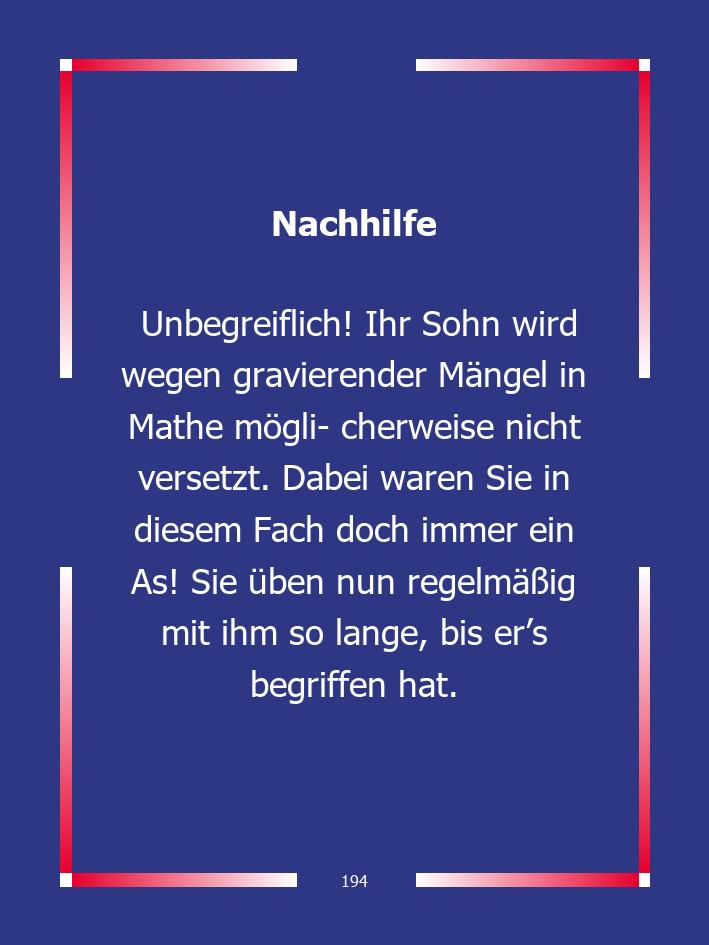 Nachhilfe
Unbegreiflich! Ihr Sohn wird
wegen gravierender Mängel in
Mathe mögli- cherweise nicht
versetzt. Dabei waren Sie in
diesem Fach doch immer ein
As! Sie üben nun regelmäßig
mit ihm so lange, bis er’s
begriffen hat.
194